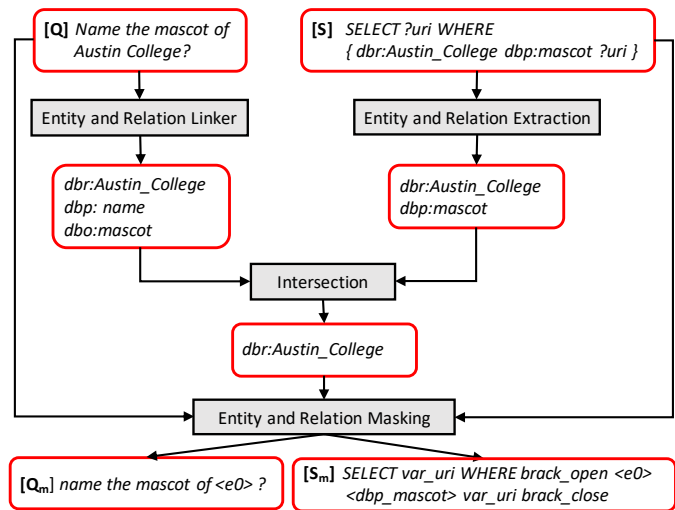 [Q] Name the mascot of
Austin College?
[S] SELECT ?uri WHERE
{ dbr:Austin_College dbp:mascot ?uri }
Entity and Relation Linker
Entity and Relation Extraction
dbr:Austin_College
dbp: name
dbo:mascot
dbr:Austin_College
dbp:mascot
Intersection
dbr:Austin_College
Entity and Relation Masking
[Qm] name the mascot of <e0> ?
[Sm] SELECT var_uri WHERE brack_open <e0>
<dbp_mascot> var_uri brack_close